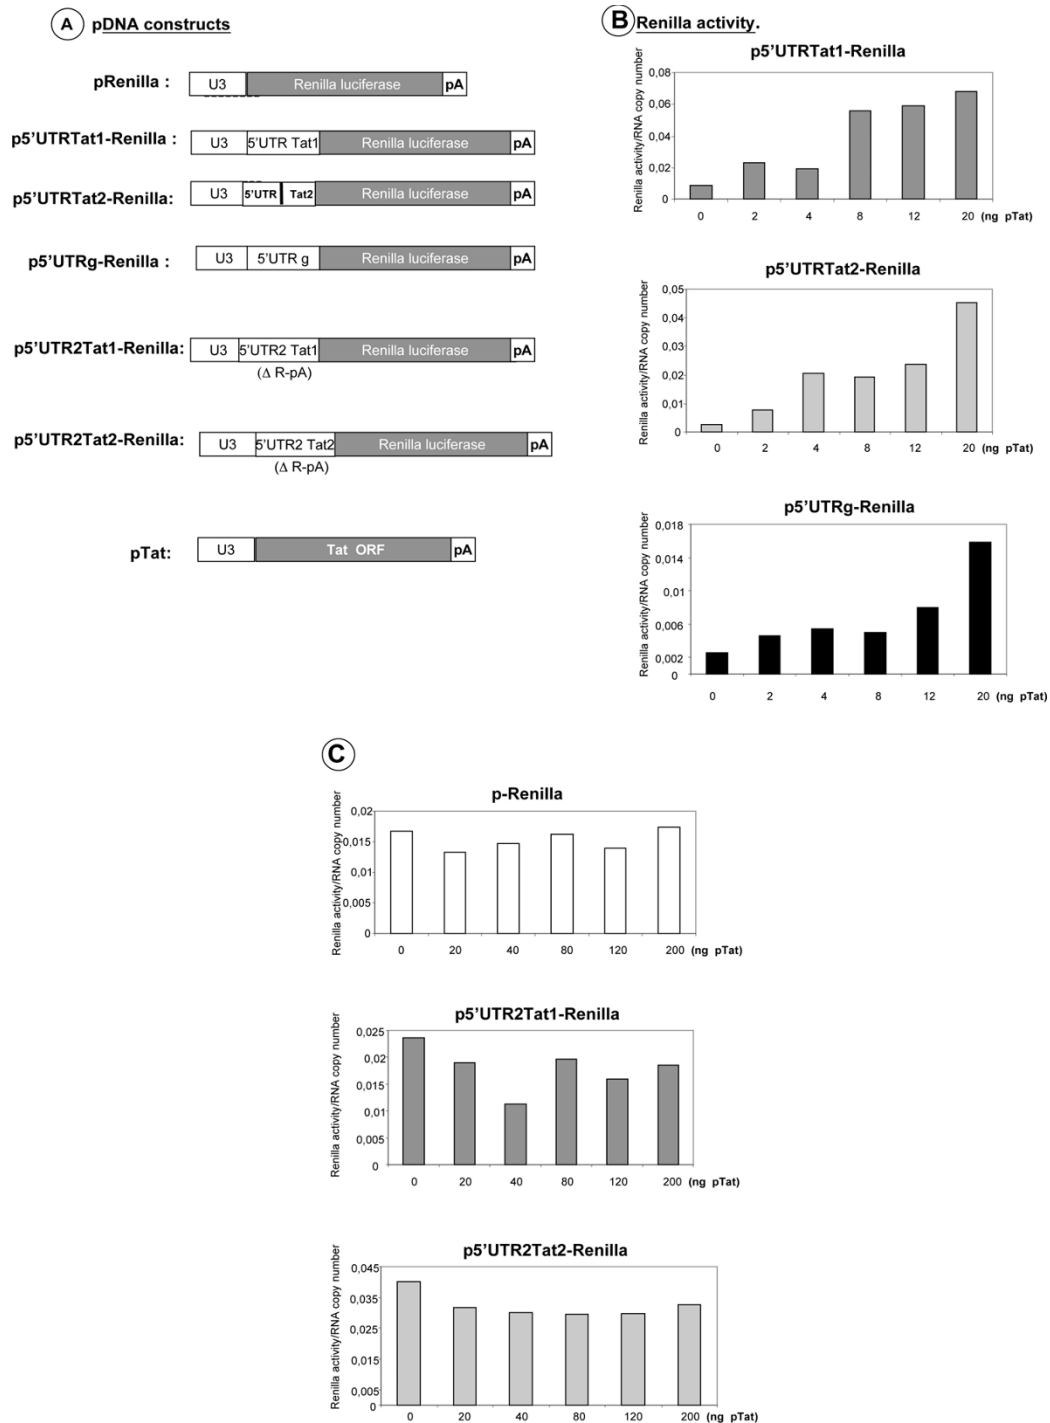 A pDNA constructs
pRenilla :
U3 Renilla luciferase pA
p5'UTRTat1-Renilla :
U3 5'UTR Tat1 Renilla luciferase pA
p5'UTRTat2-Renilla:
U3 5'UTR Tat2 Renilla luciferase pA
p5'UTRg-Renilla :
U3 5'UTR g Renilla luciferase pA
p5'UTR2Tat1-Renilla:
U3 5'UTR2 Tat1 Renilla luciferase pA
(Δ R-pA)
p5'UTR2Tat2-Renilla:
U3 5'UTR2 Tat2 Renilla luciferase pA
(Δ R-pA)
pTat:
U3 Tat ORF pA
B Renilla activity.
p5'UTRTat1-Renilla
Renilla activity/RNA copy number
0,08
0,06
0,04
0,02
0
0 2 4 8 12 20 (ng pTat)
p5'UTRTat2-Renilla
Renilla activity/RNA copy number
0,05
0,04
0,03
0,02
0,01
0
0 2 4 8 12 20 (ng pTat)
p5'UTRg-Renilla
Renilla activity/RNA copy number
0,018
0,014
0,01
0,006
0,002
0
0 2 4 8 12 20 (ng pTat)
C
p-Renilla
Renilla activity/RNA copy number
0,02
0,015
0,01
0,005
0
0 20 40 80 120 200 (ng pTat)
p5'UTR2Tat1-Renilla
Renilla activity/RNA copy number
0,025
0,02
0,015
0,01
0,005
0
0 20 40 80 120 200 (ng pTat)
p5'UTR2Tat2-Renilla
Renilla activity/RNA copy number
0,045
0,035
0,025
0,015
0,005
0
0 20 40 80 120 200 (ng pTat)